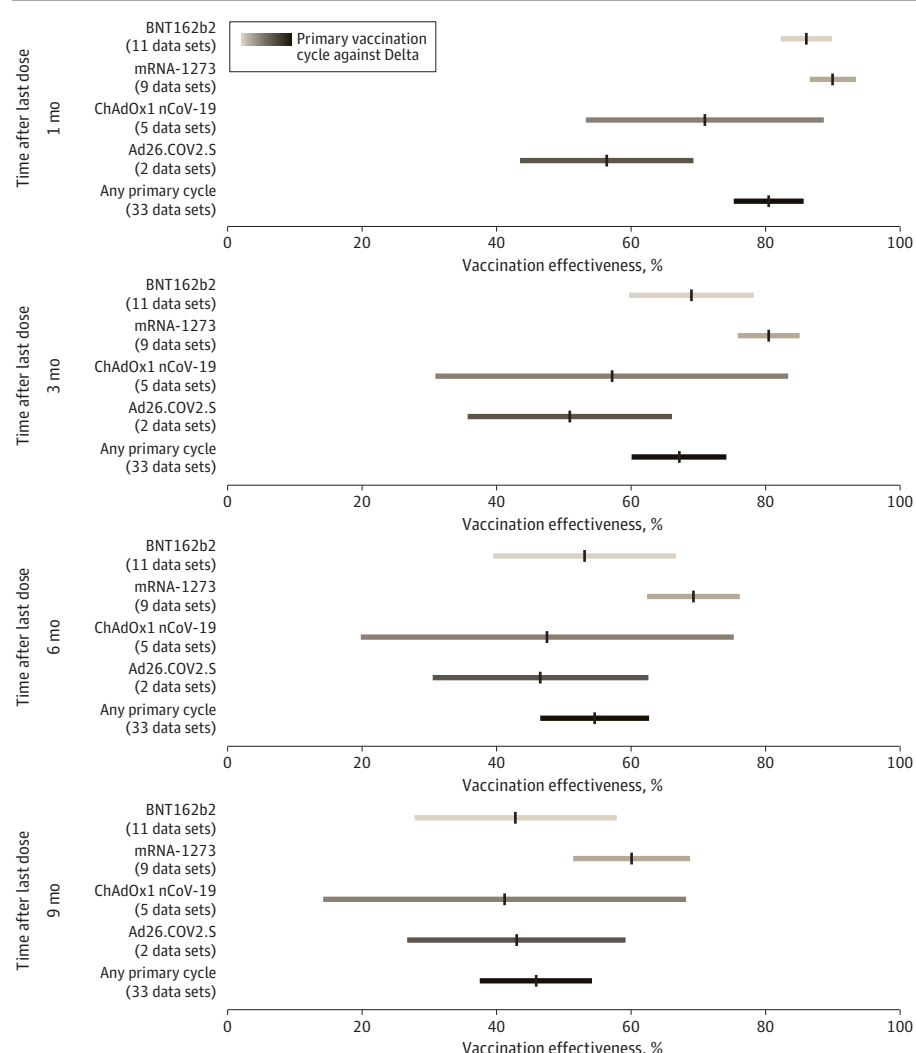 Primary vaccination
cycle against Delta
Time after last dose
1 mo
BNT162b2
(11 data sets)
mRNA-1273
(9 data sets)
ChAdOx1 nCoV-19
(5 data sets)
Ad26.COV2.S
(2 data sets)
Any primary cycle
(33 data sets)
0 20 40 60 80 100
Vaccination effectiveness, %
Time after last dose
3 mo
BNT162b2
(11 data sets)
mRNA-1273
(9 data sets)
ChAdOx1 nCoV-19
(5 data sets)
Ad26.COV2.S
(2 data sets)
Any primary cycle
(33 data sets)
0 20 40 60 80 100
Vaccination effectiveness, %
Time after last dose
6 mo
BNT162b2
(11 data sets)
mRNA-1273
(9 data sets)
ChAdOx1 nCoV-19
(5 data sets)
Ad26.COV2.S
(2 data sets)
Any primary cycle
(33 data sets)
0 20 40 60 80 100
Vaccination effectiveness, %
Time after last dose
9 mo
BNT162b2
(11 data sets)
mRNA-1273
(9 data sets)
ChAdOx1 nCoV-19
(5 data sets)
Ad26.COV2.S
(2 data sets)
Any primary cycle
(33 data sets)
0 20 40 60 80 100
Vaccination effectiveness, %